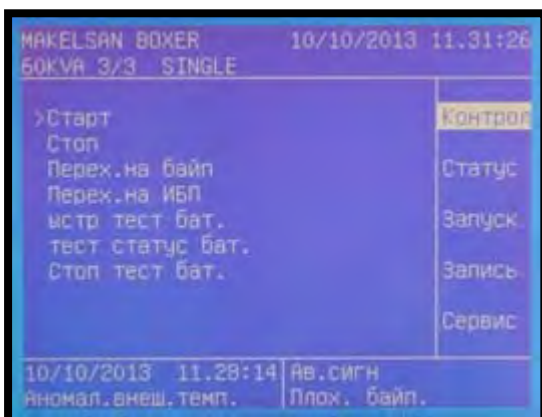 MAKELSAN BOXER 10/10/2013 11.31:26
60KVA 3/3 SINGLE
>Старт
Стоп
Перех.на байп
Перех.на ИБП
ыстр тест бат.
тест статус бат.
Стоп тест бат.
Контрол
Статус
Запуск
Запись
Сервис
10/10/2013 11.28:14
Аномал.внеш.темп.
Ав.сигн
Плох. байп.